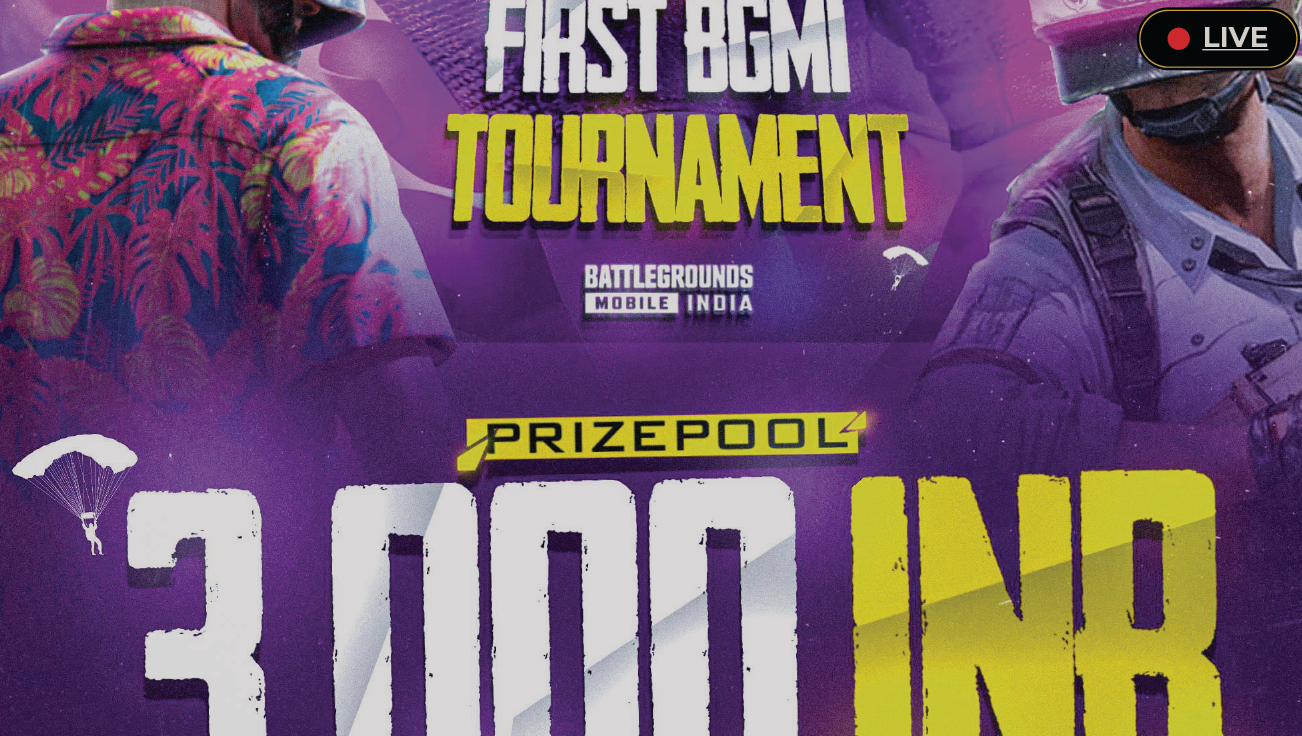 LIVE
FIRST BGMI
TOURNAMENT
BATTLEGROUNDS
MOBILE INDIA
PRIZEPOOL
3 000 INR